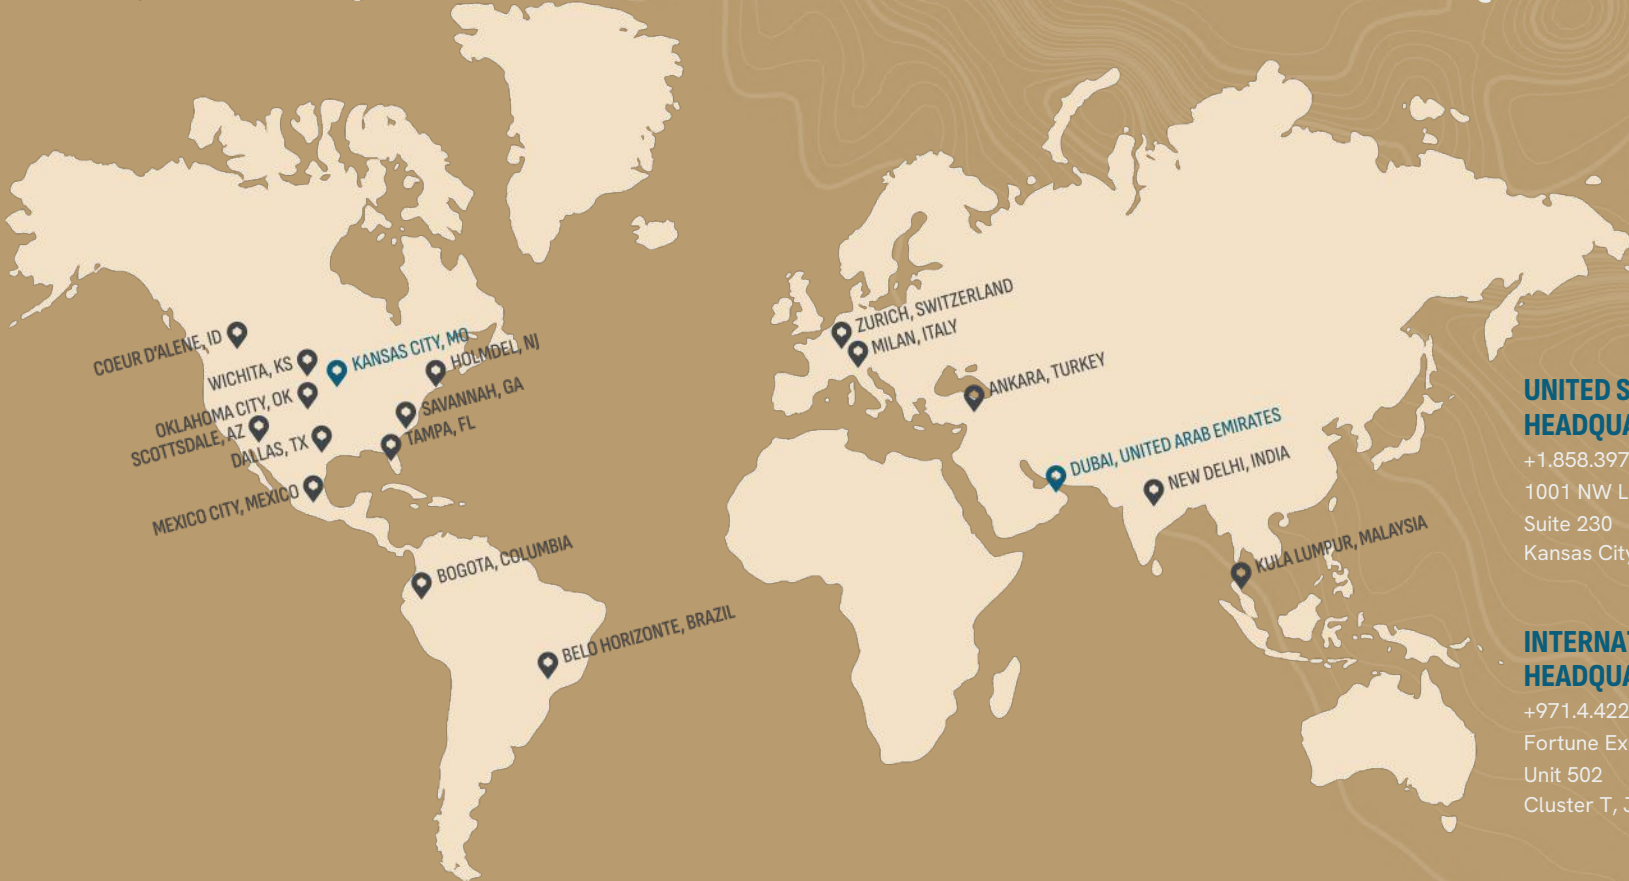 COEUR D'ALENE, ID
WICHITA, KS
KANSAS CITY, MO
HOLMDEL, NJ
OKLAHOMA CITY, OK
SCOTTSDALE, AZ
DALLAS, TX
SAVANNAH, GA
TAMPA, FL
MEXICO CITY, MEXICO
BOGOTA, COLUMBIA
BELO HORIZONTE, BRAZIL
ZURICH, SWITZERLAND
MILAN, ITALY
ANKARA, TURKEY
DUBAI, UNITED ARAB EMIRATES
NEW DELHI, INDIA
KULA LUMPUR, MALAYSIA
UNITED S
HEADQUA
+1.858.397
1001 NW L
Suite 230
Kansas City
INTERNA
HEADQUA
+971.4.422
Fortune Ex
Unit 502
Cluster T, J